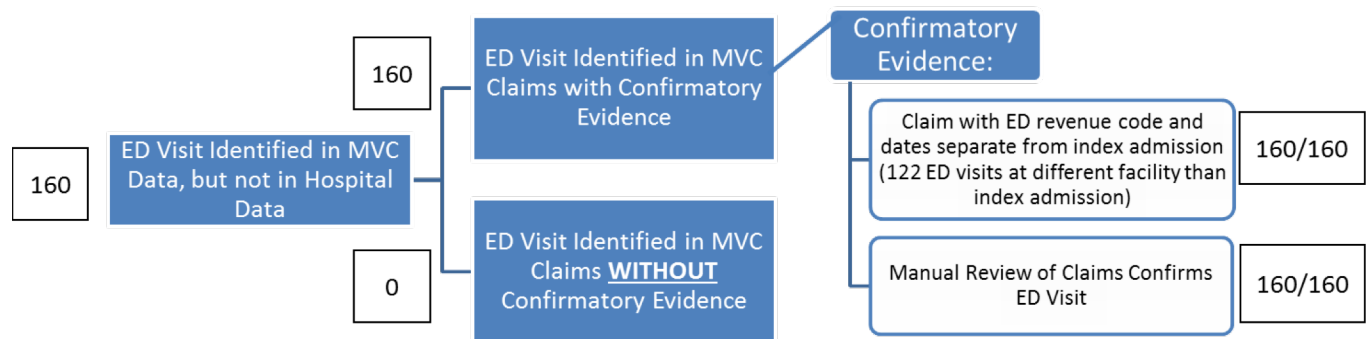 160
ED Visit Identified in MVC
Data, but not in Hospital
Data
160
ED Visit Identified in MVC
Claims with Confirmatory
Evidence
0
ED Visit Identified in MVC
Claims WITHOUT
Confirmatory Evidence
Confirmatory
Evidence:
Claim with ED revenue code and
dates separate from index admission
(122 ED visits at different facility than
index admission)
160/160
Manual Review of Claims Confirms
ED Visit
160/160